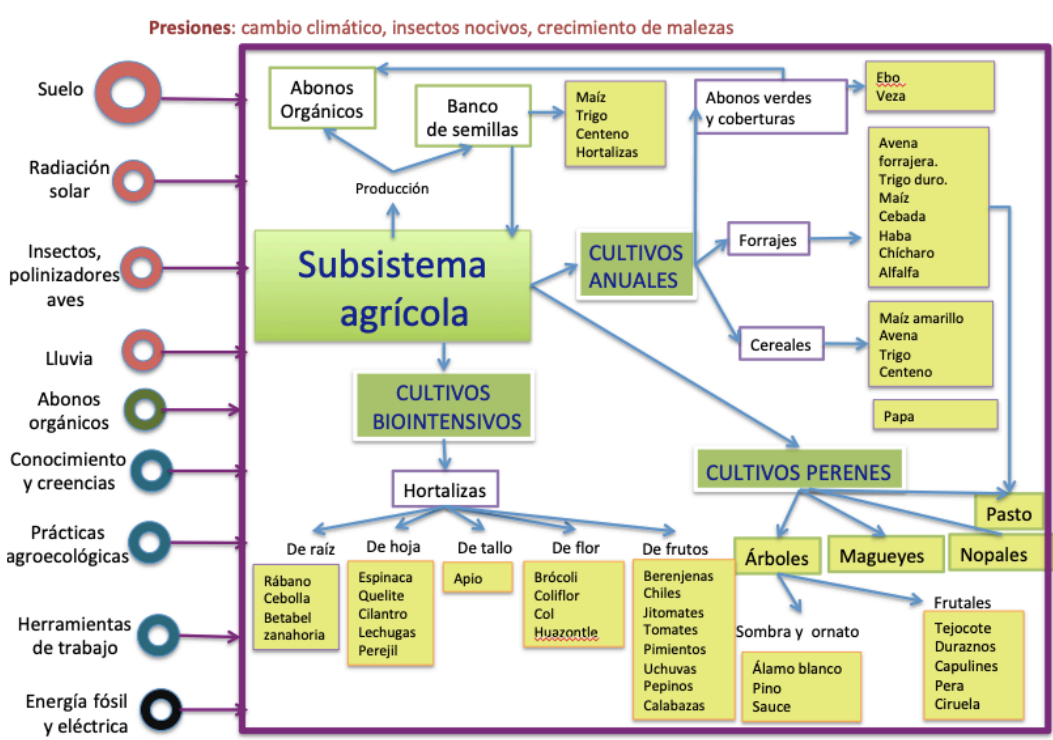 Presiones: cambio climático, insectos nocivos, crecimiento de malezas
Suelo
Radiación
solar
Insectos,
polinizadores
aves
Lluvia
Abonos
orgánicos
Conocimiento
y creencias
Prácticas
agroecológicas
Herramientas
de trabajo
Energía fósil
y eléctrica
Abonos
Orgánicos
Banco
de semillas
Maíz
Trigo
Centeno
Hortalizas
Abonos verdes
y coberturas
Ebo
Veza
Producción
Subsistema
agrícola
CULTIVOS
ANUALES
Forrajes
Avena
forrajera.
Trigo duro.
Maíz
Cebada
Haba
Chícharo
Alfalfa
Cereales
Maíz amarillo
Avena
Trigo
Centeno
Papa
CULTIVOS
BIOINTENSIVOS
Hortalizas
De raíz
Rábano
Cebolla
Betabel
zanahoria
De hoja
Espinaca
Quelite
Cilantro
Lechugas
Perejil
De tallo
Apio
De flor
Brócoli
Coliflor
Col
Huazontle
De frutos
Berenjenas
Chiles
Jitomates
Tomates
Pimientos
Uchuvas
Pepinos
Calabazas
CULTIVOS PERENES
Pasto
Árboles
Magueyes
Nopales
Sombra y ornato
Álamo blanco
Pino
Sauce
Frutales
Tejocote
Duraznos
Capulines
Pera
Ciruela